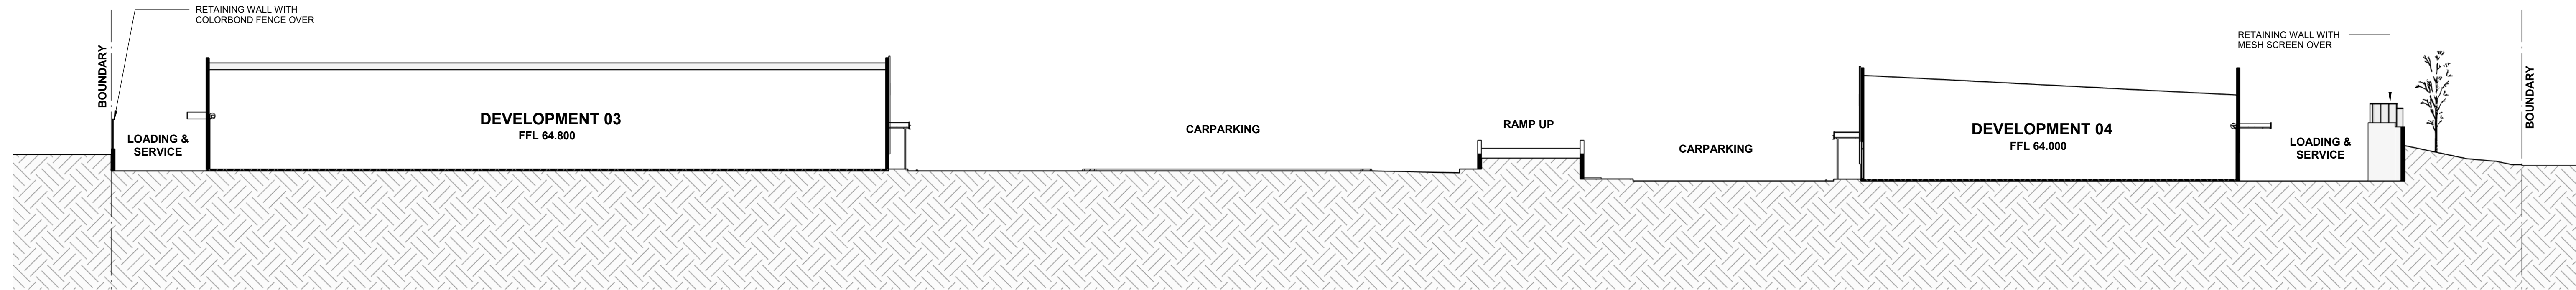 RETAINING WALL WITH
COLORBOND FENCE OVER
BOUNDARY
LOADING &
SERVICE
DEVELOPMENT 03
FFL 64.800
CARPARKING
RAMP UP
CARPARKING
DEVELOPMENT 04
FFL 64.000
LOADING &
SERVICE
RETAINING WALL WITH
MESH SCREEN OVER
BOUNDARY